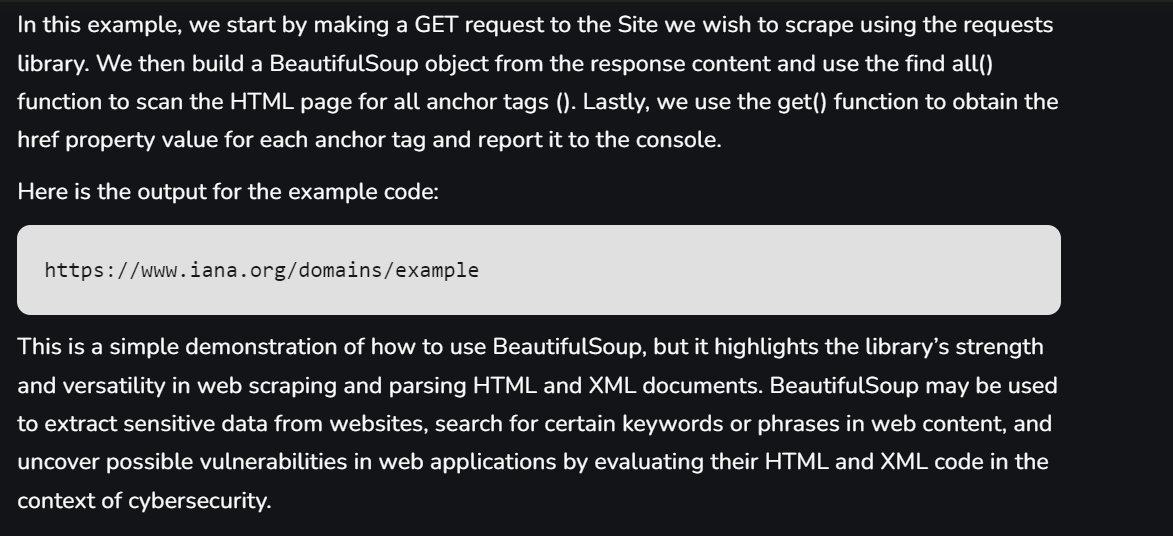 In this example, we start by making a GET request to the Site we wish to scrape using the requests
library. We then build a BeautifulSoup object from the response content and use the find all()
function to scan the HTML page for all anchor tags (). Lastly, we use the get() function to obtain the
href property value for each anchor tag and report it to the console.
Here is the output for the example code:
https://www.iana.org/domains/example
This is a simple demonstration of how to use BeautifulSoup, but it highlights the library’s strength
and versatility in web scraping and parsing HTML and XML documents. BeautifulSoup may be used
to extract sensitive data from websites, search for certain keywords or phrases in web content, and
uncover possible vulnerabilities in web applications by evaluating their HTML and XML code in the
context of cybersecurity.